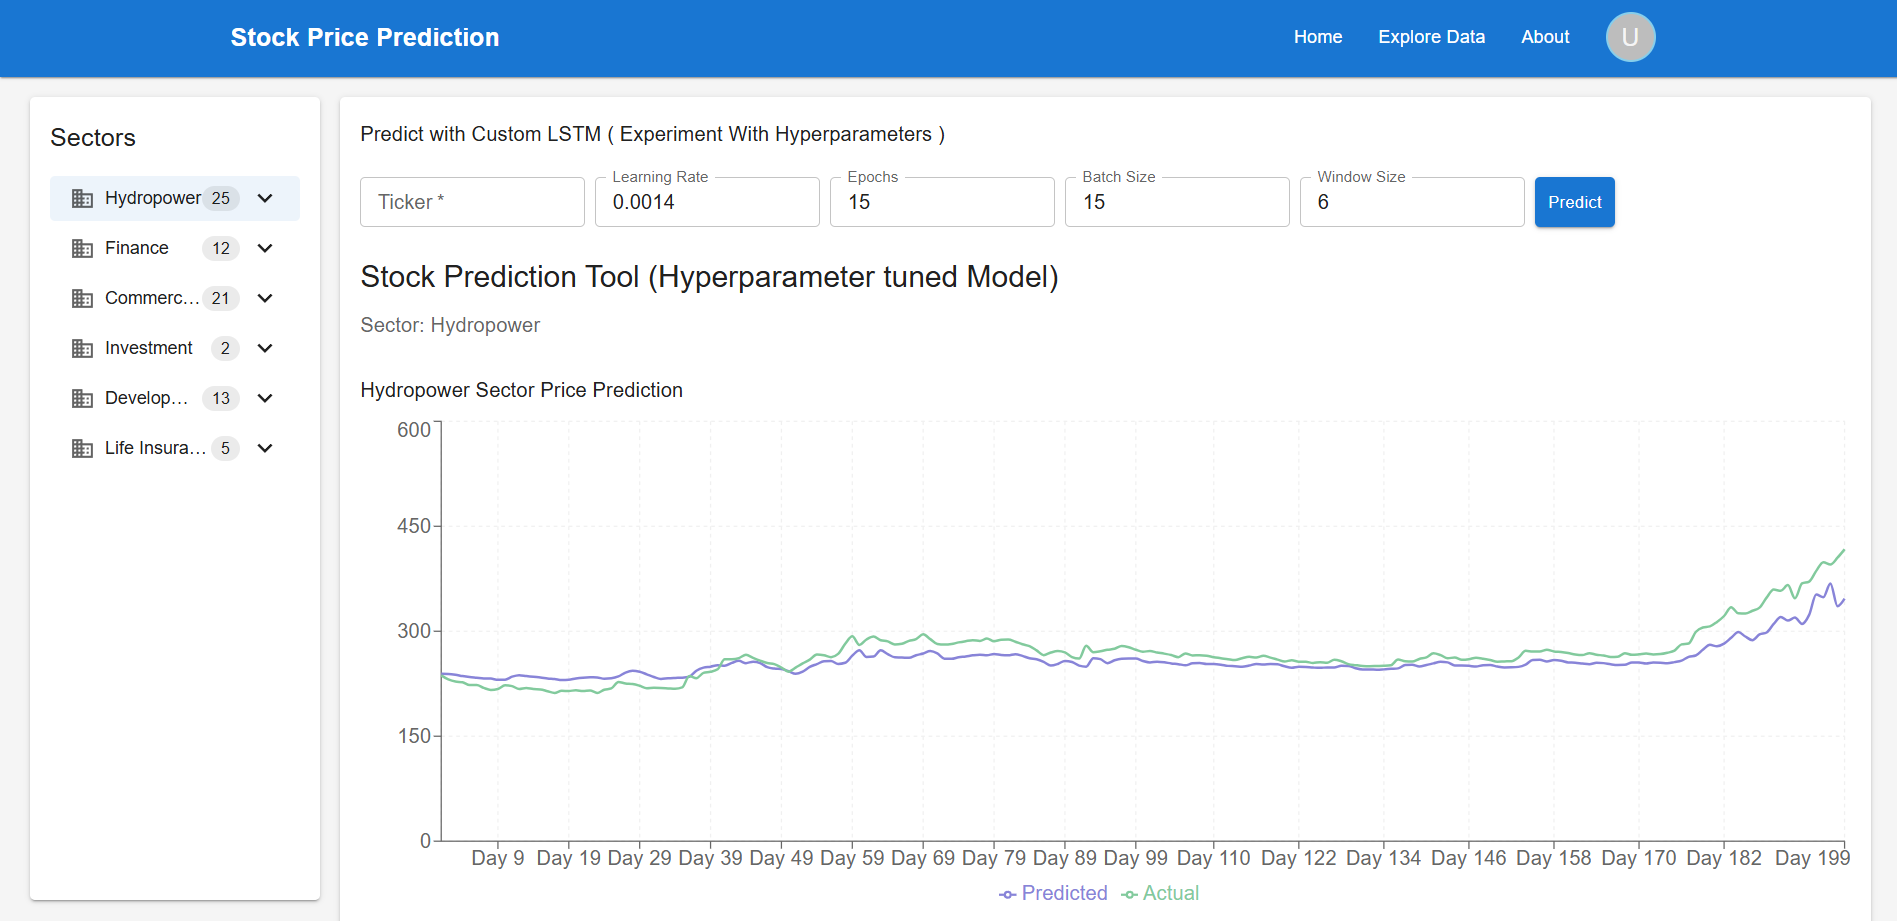 Stock Price Prediction
Home
Explore Data
About
U
Sectors
Hydropower 25
Finance 12
Commerc... 21
Investment 2
Develop... 13
Life Insura... 5
Predict with Custom LSTM ( Experiment With Hyperparameters )
Ticker *
Learning Rate
0.0014
Epochs
15
Batch Size
15
Window Size
6
Predict
Stock Prediction Tool (Hyperparameter tuned Model)
Sector: Hydropower
Hydropower Sector Price Prediction
600
450
300
150
0
Day 9 Day 19 Day 29 Day 39 Day 49 Day 59 Day 69 Day 79 Day 89 Day 99 Day 110 Day 122 Day 134 Day 146 Day 158 Day 170 Day 182 Day 199
Predicted Actual